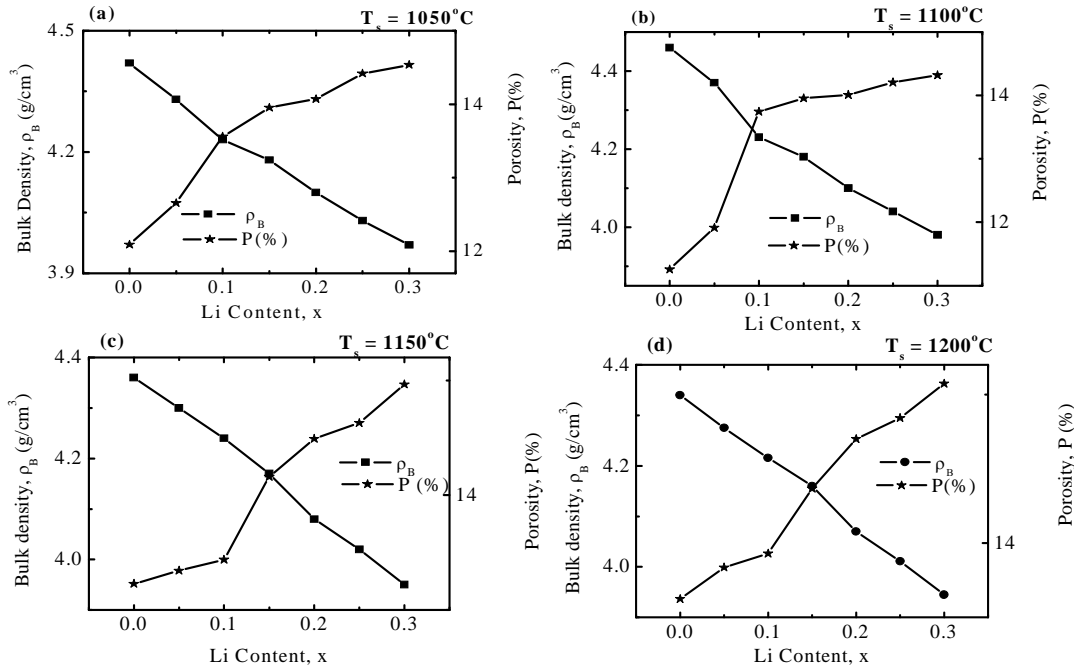 (a)
T_s = 1050°C
4.5
4.2
3.9
Bulk Density, ρ_B (g/cm³)
14
12
Porosity, P(%)
ρ_B
P(%)
0.0 0.1 0.2 0.3
Li Content, x
(b)
T_s = 1100°C
4.4
4.2
4.0
Bulk density, ρ_B(g/cm³)
14
12
Porosity, P(%)
ρ_B
P(%)
0.0 0.1 0.2 0.3
Li Content, x
(c)
T_s = 1150°C
4.4
4.2
4.0
Bulk density, ρ_B (g/cm³)
14
Porosity, P(%)
ρ_B
P (%)
0.0 0.1 0.2 0.3
Li Content, x
(d)
T_s = 1200°C
4.4
4.2
4.0
Bulk density, ρ_B (g/cm³)
14
Porosity, P (%)
ρ_B
P(%)
0.0 0.1 0.2 0.3
Li Content, x